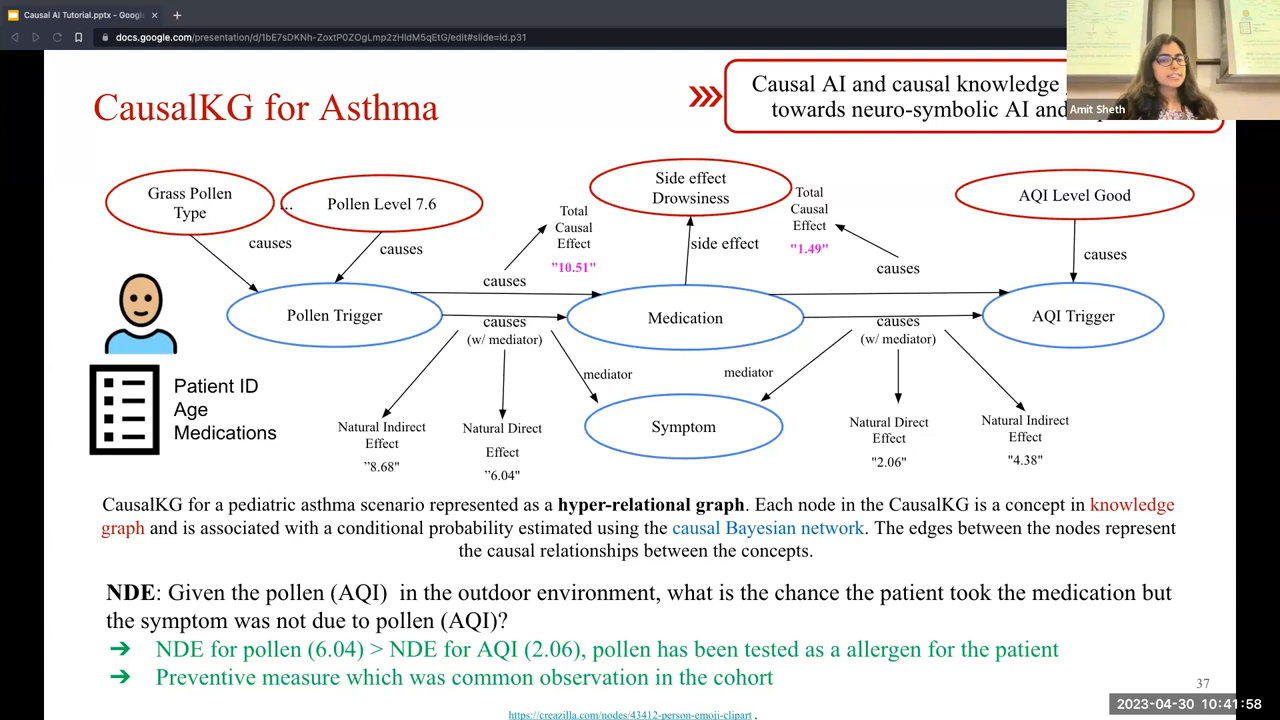 Causal AI Tutorial.pptx - Google
docs.google.com/presentation/d/1bE7sDKNh-ZoxtP0ZOgLmp2zHldM5qEtG/edit#slide=id.p31
CausalKG for Asthma
Causal AI and causal knowledge
towards neuro-symbolic AI and
Amit Sheth
Grass Pollen
Type
...
Pollen Level 7.6
Side effect
Drowsiness
AQI Level Good
causes
causes
Total
Causal
Effect
"10.51"
side effect
Total
Causal
Effect
"1.49"
causes
causes
causes
Pollen Trigger
Medication
AQI Trigger
causes
(w/ mediator)
causes
(w/ mediator)
mediator
mediator
Patient ID
Age
Medications
Symptom
Natural Indirect
Effect
"8.68"
Natural Direct
Effect
"6.04"
Natural Direct
Effect
"2.06"
Natural Indirect
Effect
"4.38"
CausalKG for a pediatric asthma scenario represented as a hyper-relational graph. Each node in the CausalKG is a concept in knowledge
graph and is associated with a conditional probability estimated using the causal Bayesian network. The edges between the nodes represent
the causal relationships between the concepts.
NDE: Given the pollen (AQI) in the outdoor environment, what is the chance the patient took the medication but
the symptom was not due to pollen (AQI)?
➔ NDE for pollen (6.04) > NDE for AQI (2.06), pollen has been tested as a allergen for the patient
➔ Preventive measure which was common observation in the cohort
37
2023-04-30 10:41:58
https://creazilla.com/nodes/43412-person-emoji-clipart .